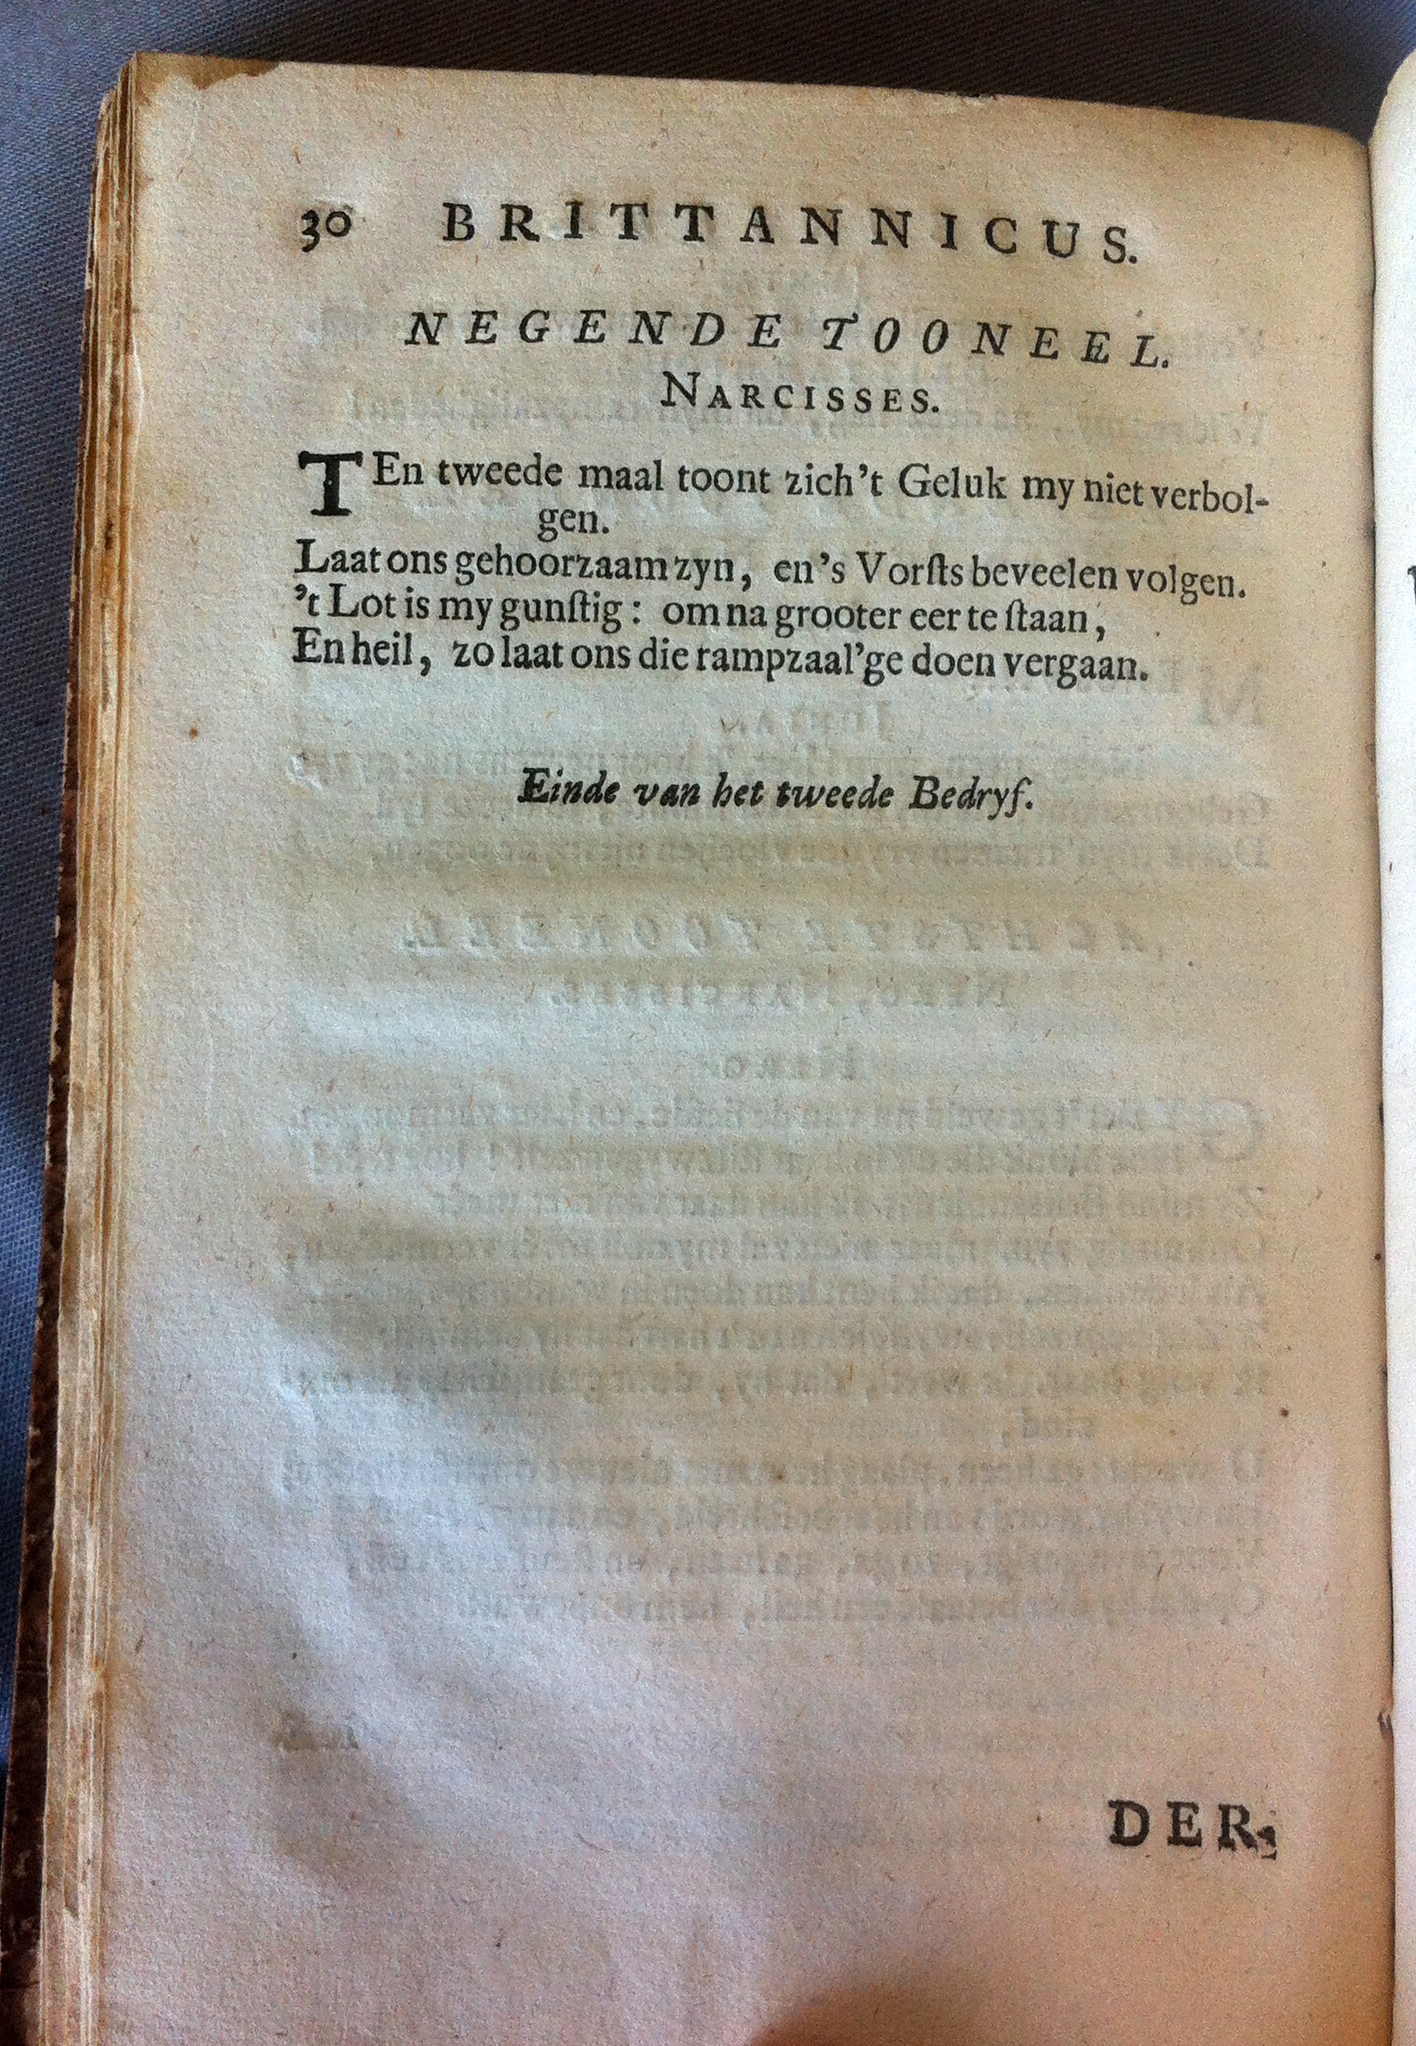 30 BRITTANNICUS.
NEGENDE TOONEEL.
NARCISSES.
TEn tweede maal toont zich 't Geluk my niet verbol-
gen.
Laat ons gehoorzaam zyn, en 's Vorſts beveelen volgen.
't Lot is my gunſtig: om na grooter eer te ſtaan,
En heil, zo laat ons die rampzaal'ge doen vergaan.
Einde van het tweede Bedryf.
DER-